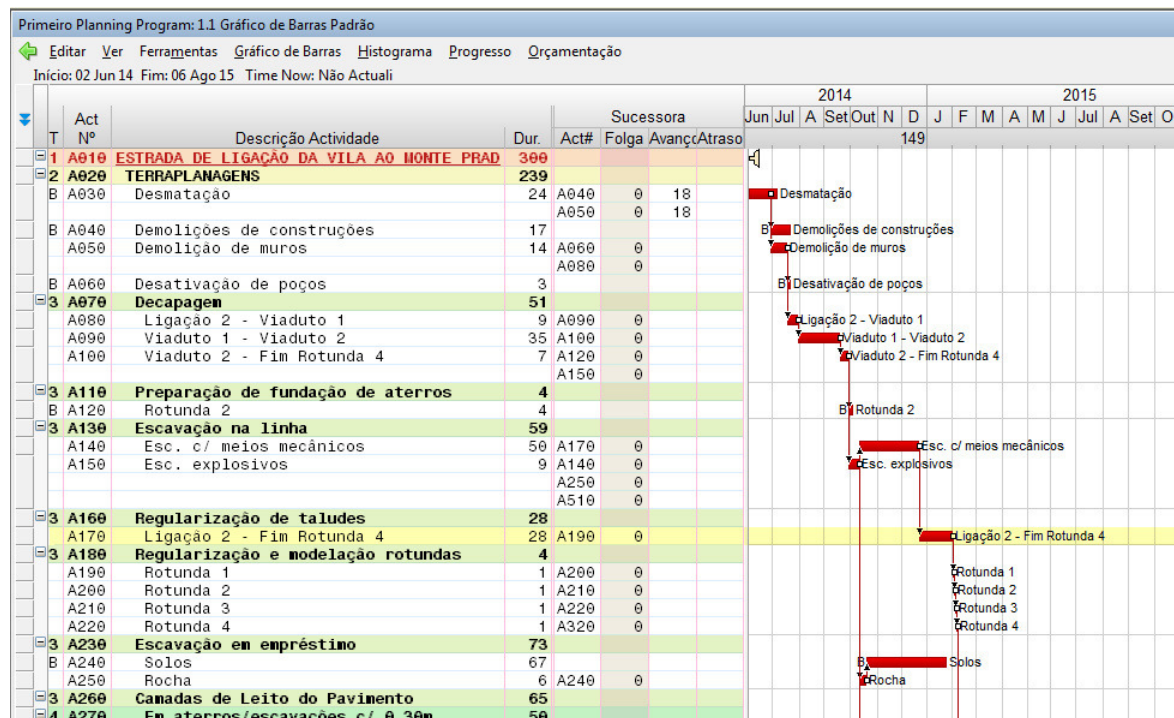 Primeiro Planning Program: 1.1 Gráfico de Barras Padrão
Editar Ver Ferramentas Gráfico de Barras Histograma Progresso Orçamentação
Início: 02 Jun 14 Fim: 06 Ago 15 Time Now: Não Actuali
2014 2015
Act Sucessora Jun Jul A Set Out N D J F M A M J Jul A Set O
T Nº Descrição Actividade Dur. Act# Folga Avanço Atraso 149
1 A010 ESTRADA DE LIGAÇÃO DA VILA AO MONTE PRAD 300
2 A020 TERRAPLANAGENS 239
B A030 Desmatação 24 A040 0 18 Desmatação
A050 0 18
B A040 Demolições de construções 17 B Demolições de construções
A050 Demolição de muros 14 A060 0 Demolição de muros
A080 0
B A060 Desativação de poços 3 B Desativação de poços
3 A070 Decapagem 51
A080 Ligação 2 - Viaduto 1 9 A090 0 Ligação 2 - Viaduto 1
A090 Viaduto 1 - Viaduto 2 35 A100 0 Viaduto 1 - Viaduto 2
A100 Viaduto 2 - Fim Rotunda 4 7 A120 0 Viaduto 2 - Fim Rotunda 4
A150 0
3 A110 Preparação de fundação de aterros 4
B A120 Rotunda 2 4 B Rotunda 2
3 A130 Escavação na linha 59
A140 Esc. c/ meios mecânicos 50 A170 0 Esc. c/ meios mecânicos
A150 Esc. explosivos 9 A140 0 Esc. explosivos
A250 0
A510 0
3 A160 Regularização de taludes 28
A170 Ligação 2 - Fim Rotunda 4 28 A190 0 Ligação 2 - Fim Rotunda 4
3 A180 Regularização e modelação rotundas 4
A190 Rotunda 1 1 A200 0 Rotunda 1
A200 Rotunda 2 1 A210 0 Rotunda 2
A210 Rotunda 3 1 A220 0 Rotunda 3
A220 Rotunda 4 1 A320 0 Rotunda 4
3 A230 Escavação em empréstimo 73
B A240 Solos 67 B Solos
A250 Rocha 6 A240 0 Rocha
3 A260 Camadas de Leito do Pavimento 65
4 A270 Em aterros/escavações c/ 0.30m 50